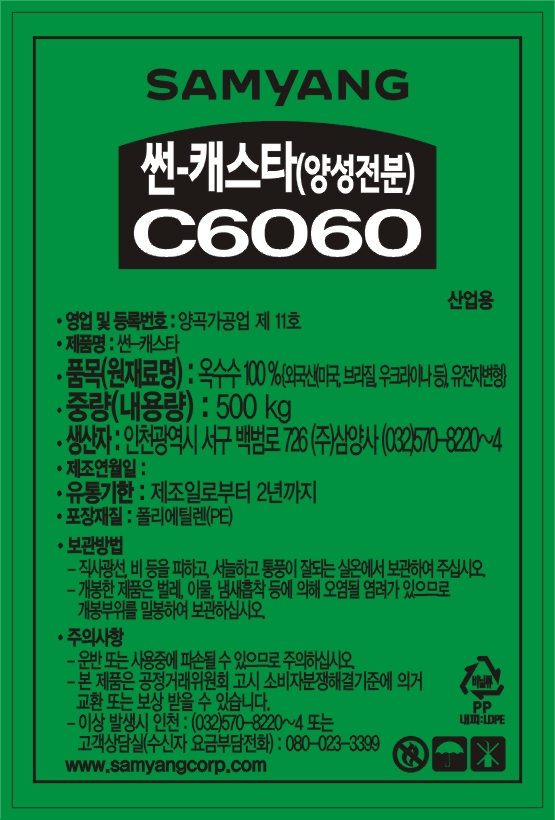 SAMYANG
썬-캐스타(양성전분)
C6060
산업용
• 영업 및 등록번호 : 양곡가공업 제 11호
• 제품명 : 썬-캐스타
• 품목(원재료명) : 옥수수 100%(외국산(미국, 브라질, 우크라이나 등), 유전자변형)
• 중량(내용량) : 500 kg
• 생산자 : 인천광역시 서구 백범로 726 (주)삼양사 (032)570-8220~4
• 제조연월일 :
• 유통기한 : 제조일로부터 2년까지
• 포장재질 : 폴리에틸렌(PE)
• 보관방법
– 직사광선, 비 등을 피하고, 서늘하고 통풍이 잘되는 실온에서 보관하여 주십시오.
– 개봉한 제품은 벌레, 이물, 냄새흡착 등에 의해 오염될 염려가 있으므로
개봉부위를 밀봉하여 보관하십시오.
• 주의사항
– 운반 또는 사용중에 파손될 수 있으므로 주의하십시오.
– 본 제품은 공정거래위원회 고시 소비자분쟁해결기준에 의거
교환 또는 보상 받을 수 있습니다.
– 이상 발생시 인천 : (032)570-8220~4 또는
고객상담실(수신자 요금부담전화) : 080-023-3399
www.samyangcorp.com
비닐류
PP
내피:LDPE